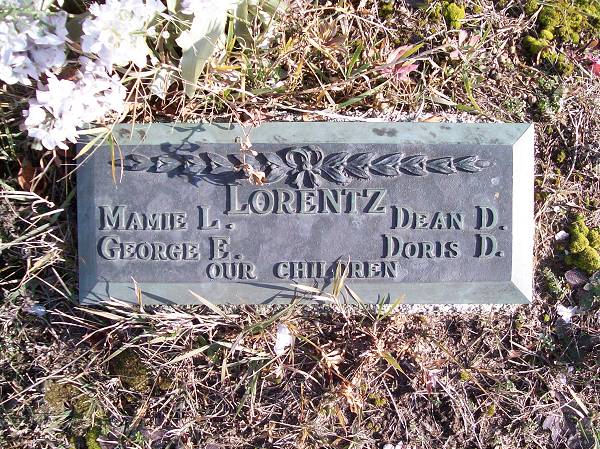 LORENTZ
MAMIE L. DEAN D.
GEORGE E. DORIS D.
OUR CHILDREN